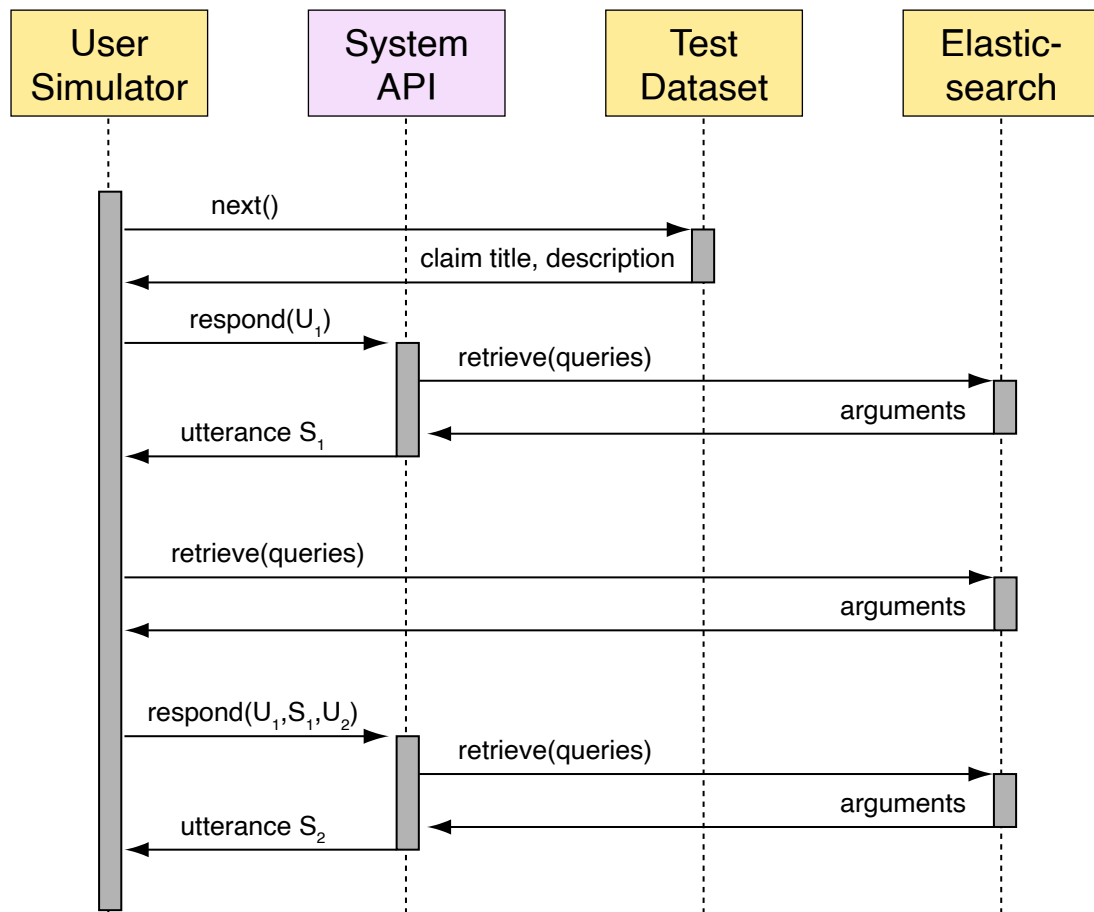 User
Simulator
System
API
Test
Dataset
Elastic-
search
next()
claim title, description
respond(U₁)
retrieve(queries)
arguments
utterance S₁
retrieve(queries)
arguments
respond(U₁,S₁,U₂)
retrieve(queries)
arguments
utterance S₂